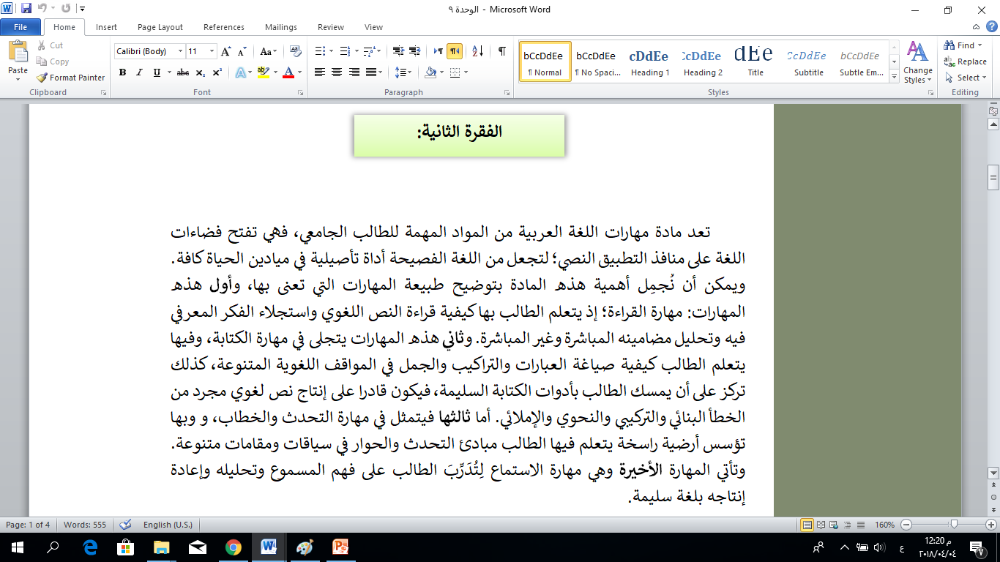 الوحدة ٩ - Microsoft Word
File Home Insert Page Layout References Mailings Review View
Paste
Cut
Copy
Format Painter
Clipboard
Calibri (Body) 11
Font
Paragraph
bCcDdEe bCcDdEe cDdEe :cDdEe dEe :cDdEe bCcDdEe
¶ Normal ¶ No Spaci... Heading 1 Heading 2 Title Subtitle Subtle Em...
Change Styles
Styles
Find
Replace
Select
Editing
الفقرة الثانية:
تعد مادة مهارات اللغة العربية من المواد المهمة للطالب الجامعي، فهي تفتح فضاءات
اللغة على منافذ التطبيق النصي؛ لتجعل من اللغة الفصيحة أداة تأصيلية في ميادين الحياة كافة.
ويمكن أن نُجمِل أهمية هذه المادة بتوضيح طبيعة المهارات التي تعنى بها، وأول هذه
المهارات: مهارة القراءة؛ إذ يتعلم الطالب بها كيفية قراءة النص اللغوي واستجلاء الفكر المعرفي
فيه وتحليل مضامينه المباشرة وغير المباشرة. وثاني هذه المهارات يتجلى في مهارة الكتابة، وفيها
يتعلم الطالب كيفية صياغة العبارات والتراكيب والجمل في المواقف اللغوية المتنوعة، كذلك
تركز على أن يمسك الطالب بأدوات الكتابة السليمة، فيكون قادرا على إنتاج نص لغوي مجرد من
الخطأ البنائي والتركيبي والنحوي والإملائي. أما ثالثها فيتمثل في مهارة التحدث والخطاب، و وبها
تؤسس أرضية راسخة يتعلم فيها الطالب مبادئ التحدث والحوار في سياقات ومقامات متنوعة.
وتأتي المهارة الأخيرة وهي مهارة الاستماع لِتُدَرِّبَ الطالب على فهم المسموع وتحليله وإعادة
إنتاجه بلغة سليمة.
Page: 1 of 4 Words: 555 English (U.S.) 160%
12:20 م
٢٠١٨/٠٤/٠٤
ع